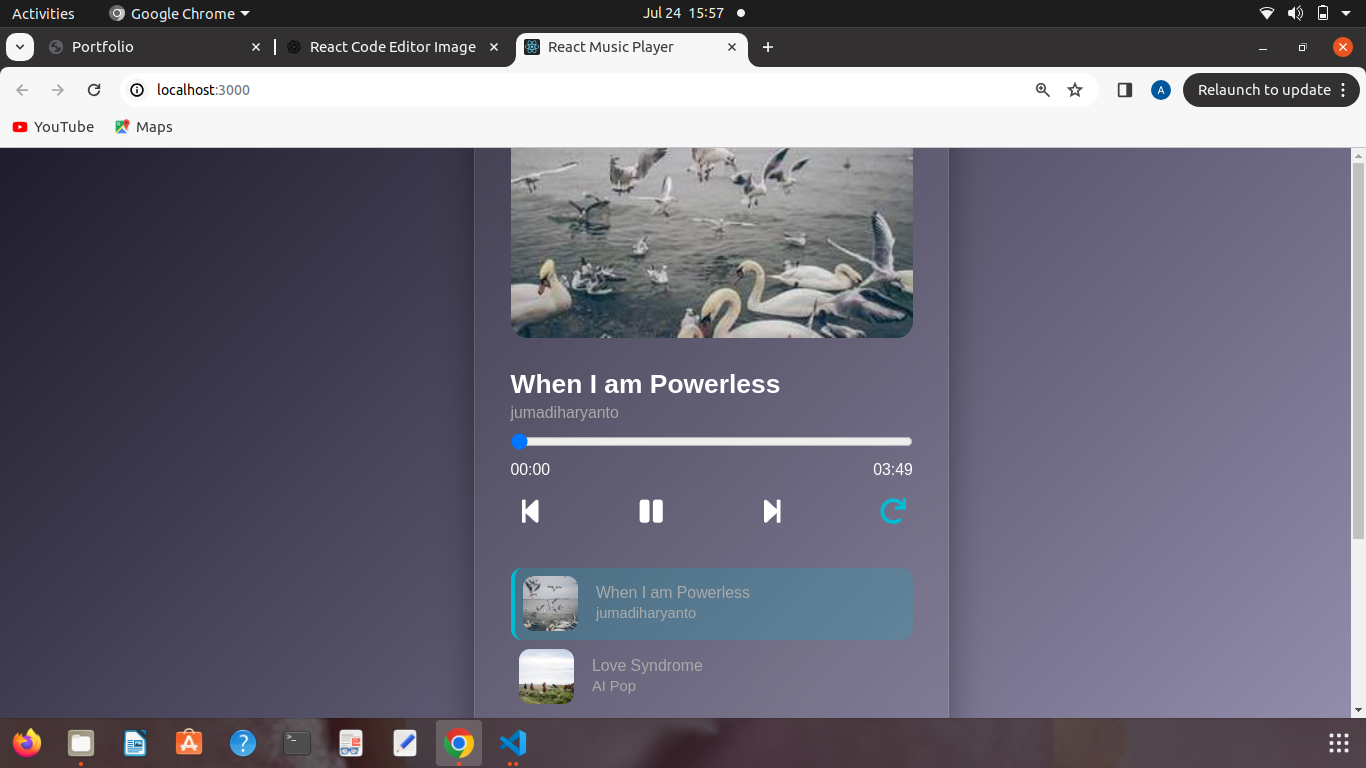 Activities
Google Chrome
Jul 24 15:57
Portfolio
React Code Editor Image
React Music Player
localhost:3000
A
Relaunch to update
YouTube
Maps
When I am Powerless
jumadiharyanto
00:00
03:49
When I am Powerless
jumadiharyanto
Love Syndrome
AI Pop